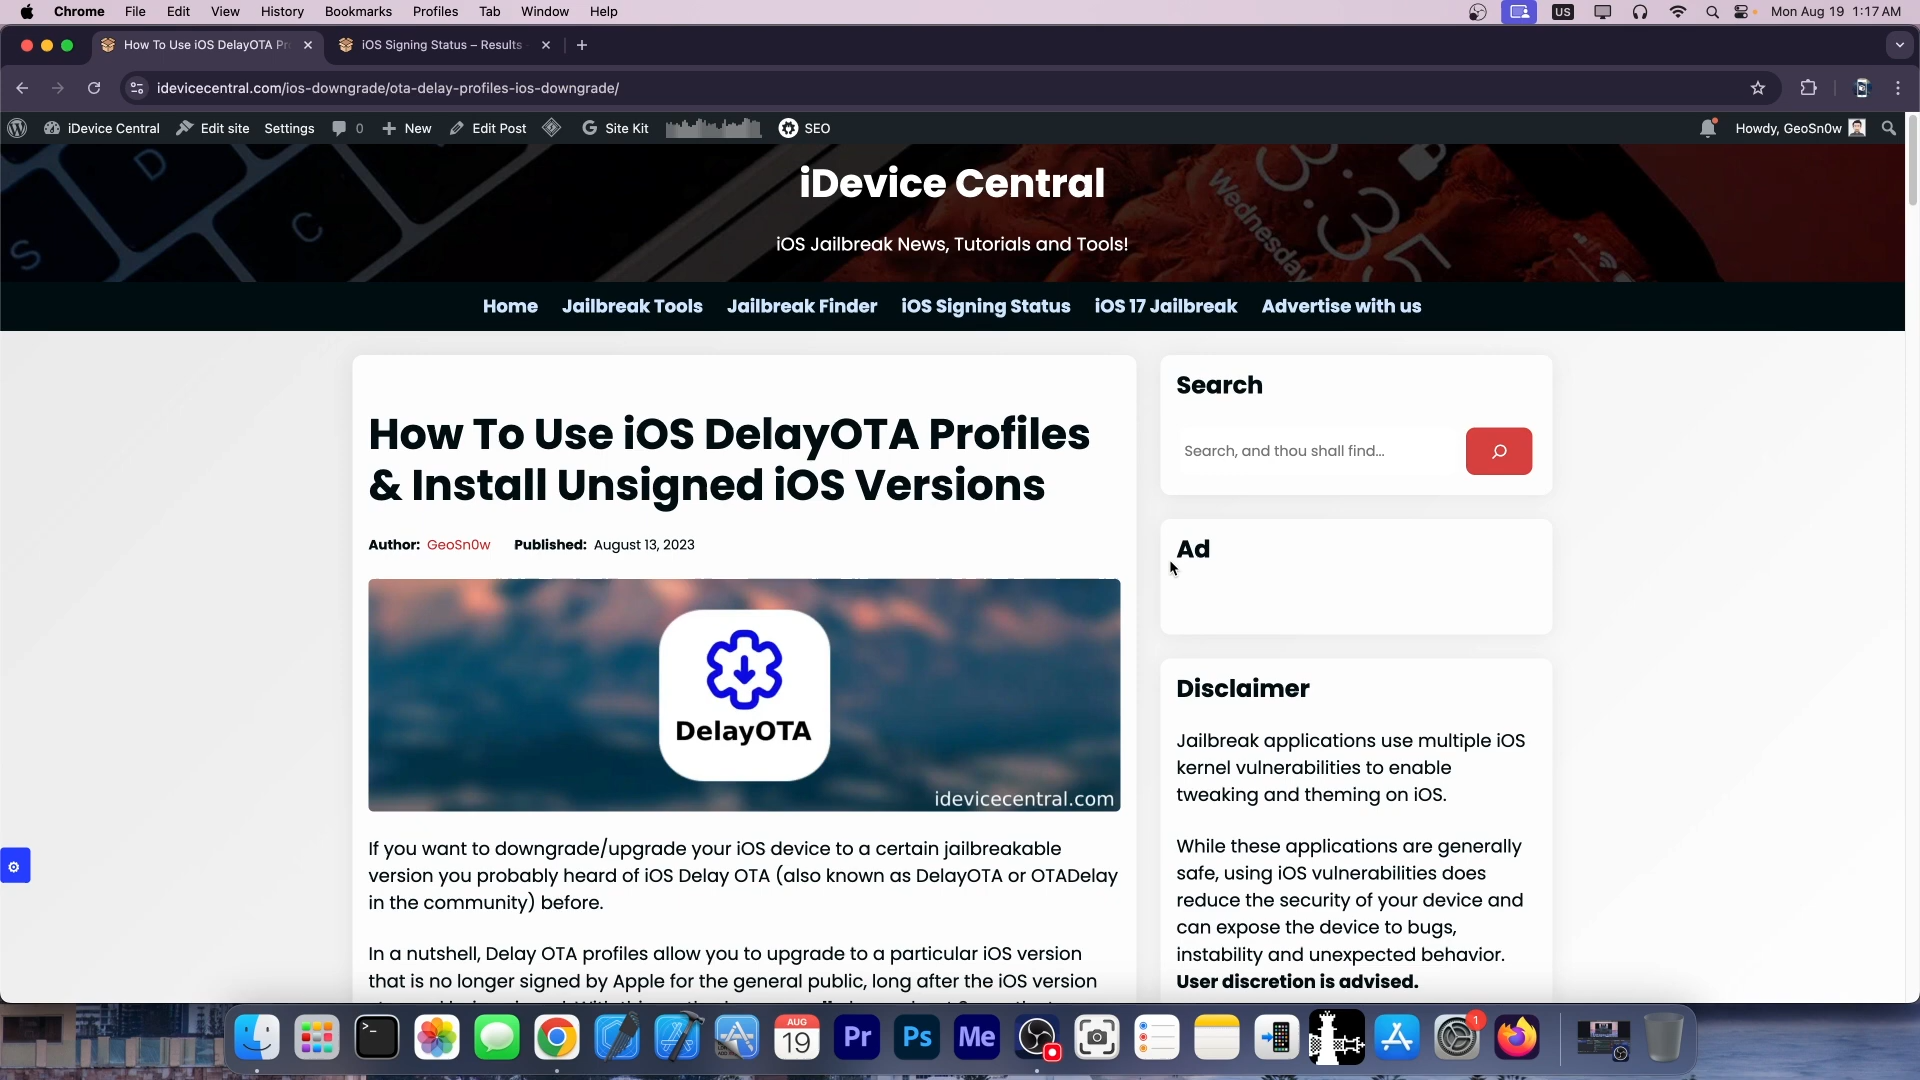 Chrome File Edit View History Bookmarks Profiles Tab Window Help US Mon Aug 19 1:17 AM
How To Use iOS DelayOTA Pr iOS Signing Status – Results
idevicecentral.com/ios-downgrade/ota-delay-profiles-ios-downgrade/
iDevice Central Edit site Settings 0 New Edit Post Site Kit SEO Howdy, GeoSn0w
iDevice Central
iOS Jailbreak News, Tutorials and Tools!
Home Jailbreak Tools Jailbreak Finder iOS Signing Status iOS 17 Jailbreak Advertise with us
How To Use iOS DelayOTA Profiles
& Install Unsigned iOS Versions
Author: GeoSn0w Published: August 13, 2023
DelayOTA
idevicecentral.com
If you want to downgrade/upgrade your iOS device to a certain jailbreakable
version you probably heard of iOS Delay OTA (also known as DelayOTA or OTADelay
in the community) before.
In a nutshell, Delay OTA profiles allow you to upgrade to a particular iOS version
that is no longer signed by Apple for the general public, long after the iOS version
Search
Search, and thou shall find...
Ad
Disclaimer
Jailbreak applications use multiple iOS
kernel vulnerabilities to enable
tweaking and theming on iOS.
While these applications are generally
safe, using iOS vulnerabilities does
reduce the security of your device and
can expose the device to bugs,
instability and unexpected behavior.
User discretion is advised.
AUG
19
Pr Ps Me
1